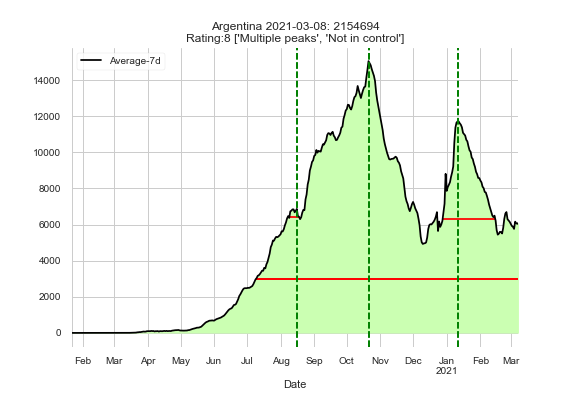 Argentina 2021-03-08: 2154694
Rating:8 ['Multiple peaks', 'Not in control']
Average-7d
14000
12000
10000
8000
6000
4000
2000
0
Feb Mar Apr May Jun Jul Aug Sep Oct Nov Dec Jan Feb Mar
2021
Date